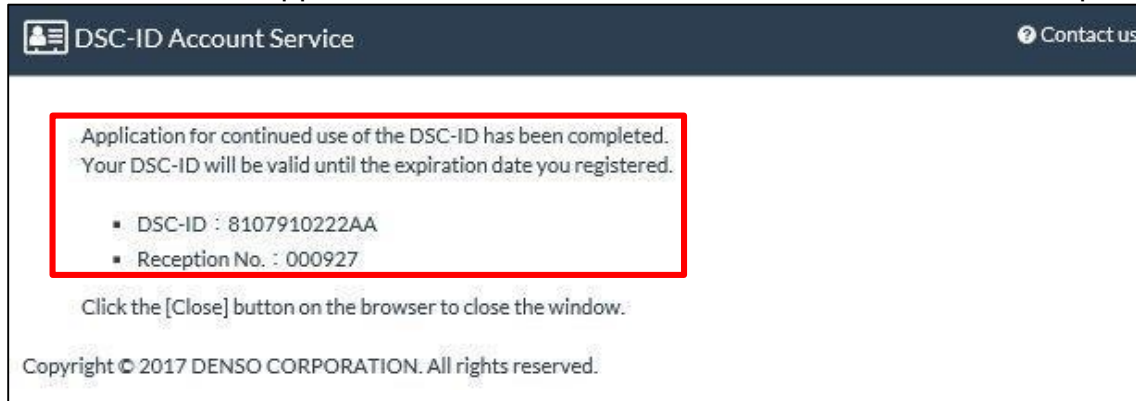 DSC-ID Account Service
Contact us
Application for continued use of the DSC-ID has been completed.
Your DSC-ID will be valid until the expiration date you registered.
▪ DSC-ID：8107910222AA
▪ Reception No.：000927
Click the [Close] button on the browser to close the window.
Copyright © 2017 DENSO CORPORATION. All rights reserved.